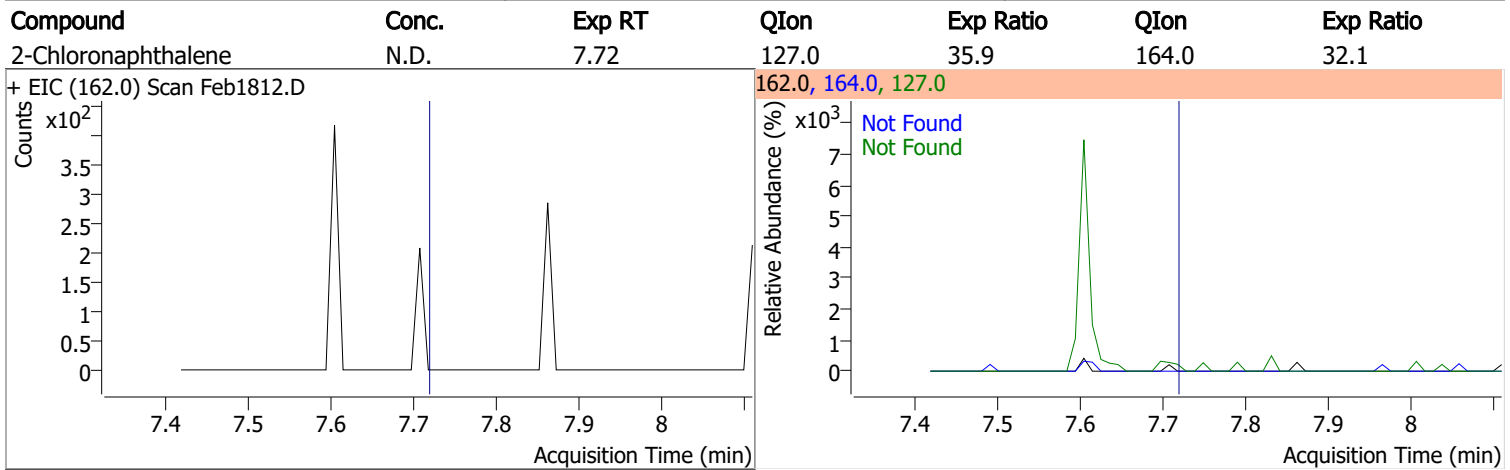 Compound Conc. Exp RT QIon Exp Ratio QIon Exp Ratio
2-Chloronaphthalene N.D. 7.72 127.0 35.9 164.0 32.1
+ EIC (162.0) Scan Feb1812.D
Counts
x10²
3.5
3
2.5
2
1.5
1
0.5
0
7.4 7.5 7.6 7.7 7.8 7.9 8
Acquisition Time (min)
162.0, 164.0, 127.0
Relative Abundance (%)
x10³
Not Found
Not Found
7
6
5
4
3
2
1
0
7.4 7.5 7.6 7.7 7.8 7.9 8
Acquisition Time (min)